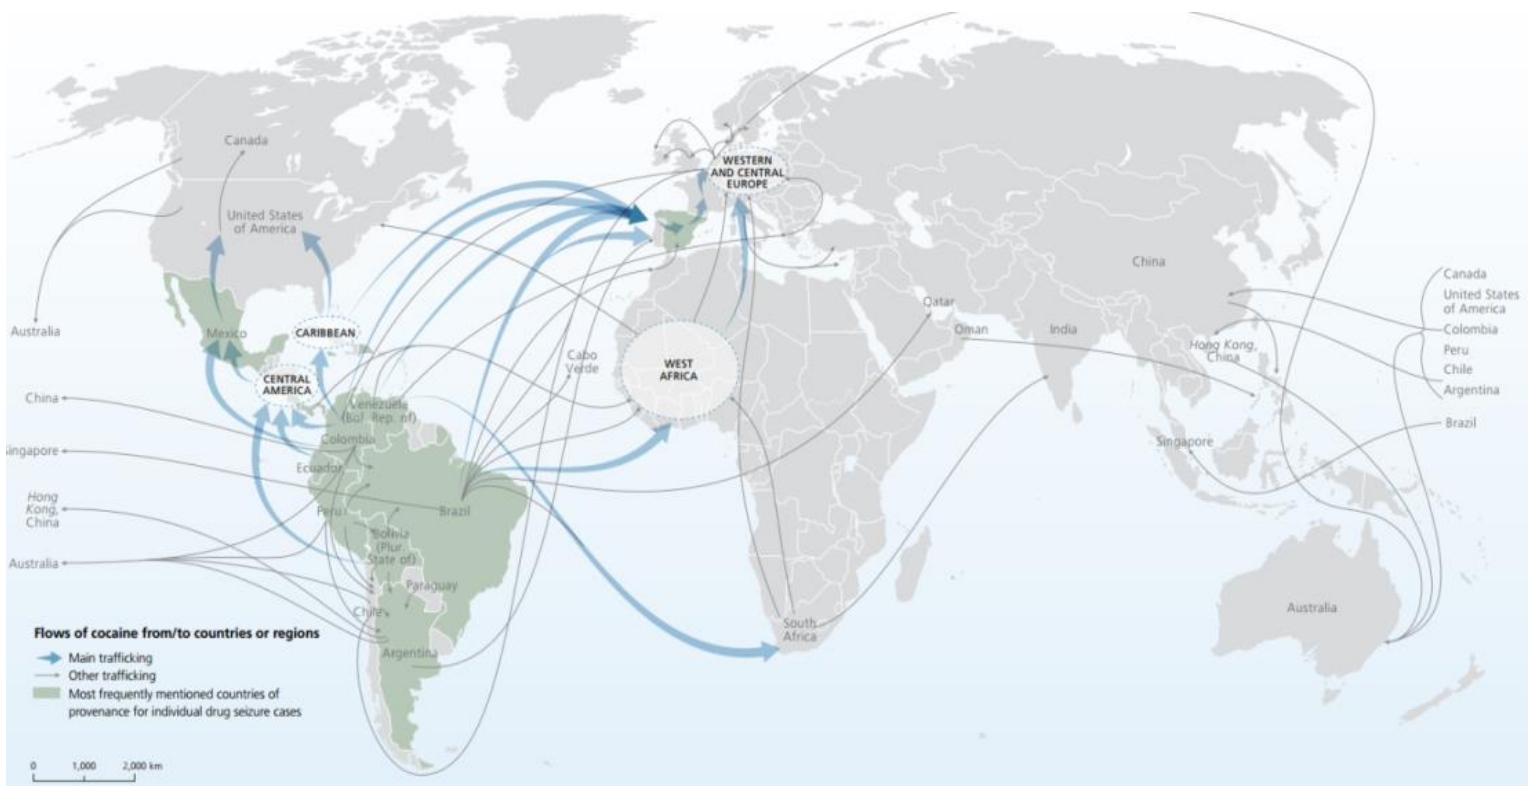 Canada
United States
of America
Australia
Mexico
CARIBBEAN
CENTRAL
AMERICA
China
Singapore
Hong
Kong,
China
Australia
Venezuela
(Bol. Rep. of)
Colombia
Ecuador
Peru
Brazil
Bolivia
(Plur.
State of)
Paraguay
Chile
Argentina
WESTERN
AND CENTRAL
EUROPE
Cabo
Verde
WEST
AFRICA
South
Africa
Qatar
Oman
India
China
Hong Kong,
China
Singapore
Australia
Canada
United States
of America
Colombia
Peru
Chile
Argentina
Brazil
Flows of cocaine from/to countries or regions
Main trafficking
Other trafficking
Most frequently mentioned countries of
provenance for individual drug seizure cases
0 1,000 2,000 km